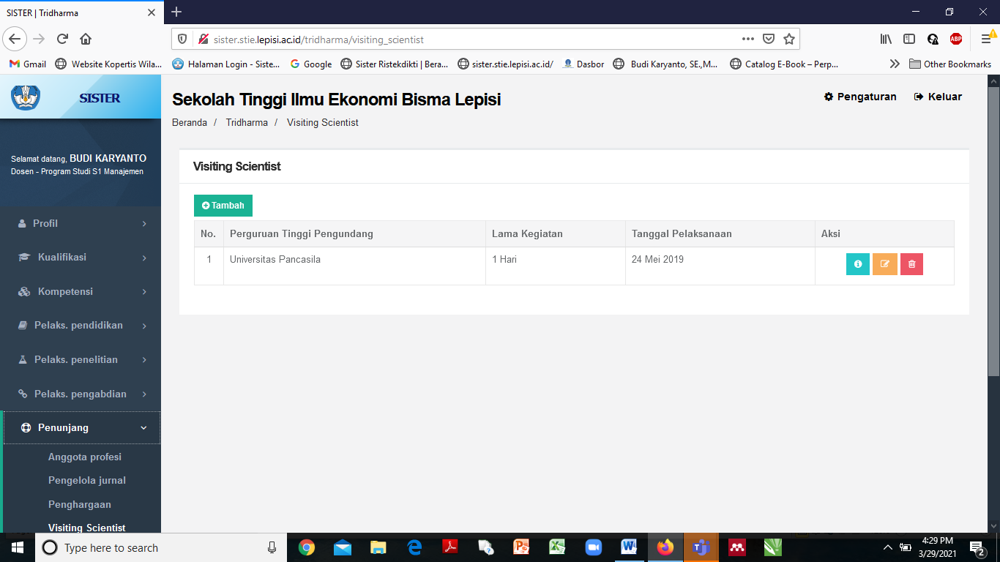 SISTER | Tridharma
sister.stie.lepisi.ac.id/tridharma/visiting_scientist
Gmail
Website Kopertis Wila...
Halaman Login - Siste...
Google
Sister Ristekdikti | Bera...
sister.stie.lepisi.ac.id/
Dasbor
Budi Karyanto, SE.,M...
Catalog E-Book – Perp...
Other Bookmarks
SISTER
Selamat datang, BUDI KARYANTO
Dosen - Program Studi S1 Manajemen
Profil
Kualifikasi
Kompetensi
Pelaks. pendidikan
Pelaks. penelitian
Pelaks. pengabdian
Penunjang
Anggota profesi
Pengelola jurnal
Penghargaan
Visiting Scientist
Sekolah Tinggi Ilmu Ekonomi Bisma Lepisi
Pengaturan
Keluar
Beranda / Tridharma / Visiting Scientist
Visiting Scientist
Tambah
No. Perguruan Tinggi Pengundang Lama Kegiatan Tanggal Pelaksanaan Aksi
1 Universitas Pancasila 1 Hari 24 Mei 2019
Type here to search
4:29 PM
3/29/2021
2